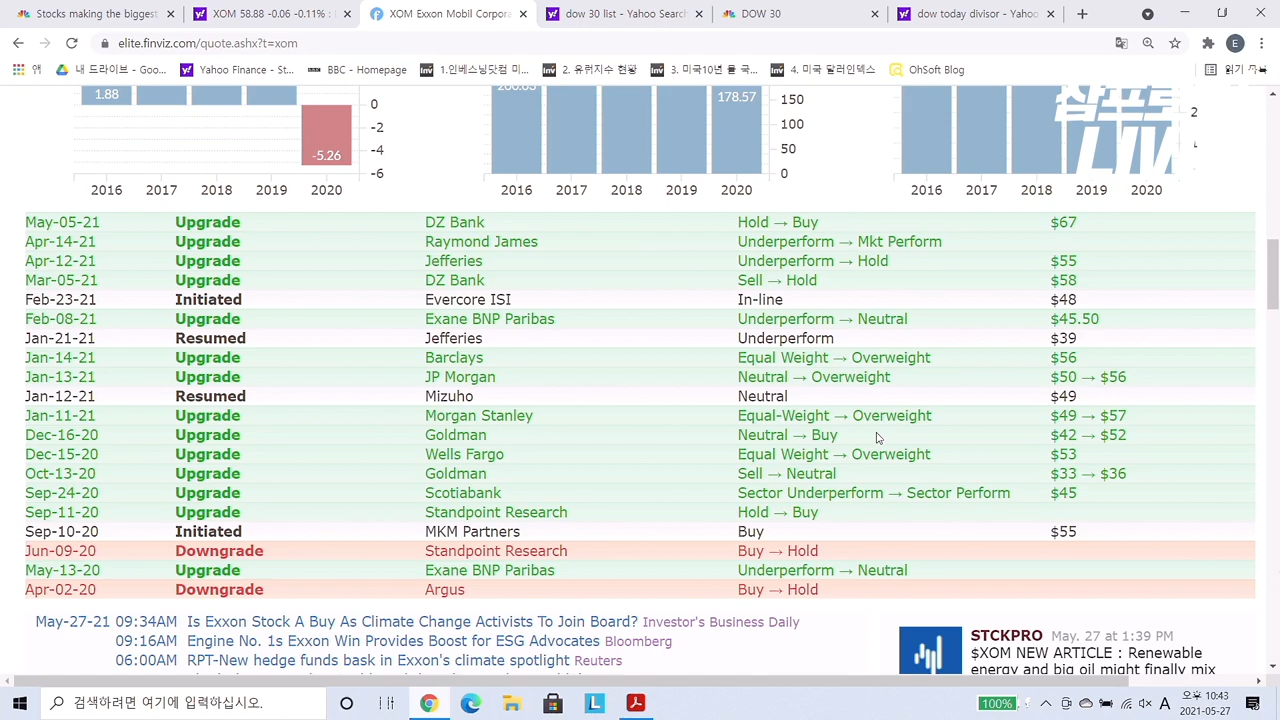 Stocks making the biggest
XOM 58.88 -0.06 -0.11% :
XOM Exxon Mobil Corpora
dow 30 list - Yahoo Search
DOW 30
dow today divisor - Yahoo
elite.finviz.com/quote.ashx?t=xom
E
앱
내 드라이브 - Goo...
Yahoo Finance - St...
BBC - Homepage
1.인베스닝닷컴 미...
2. 유럽지수 현황
3. 미국10년 물 국...
4. 미국 달러인덱스
OhSoft Blog
읽기 목록
1.88 0 200.65 178.57 150
-2 100 2
-5.26 -4 50
-6 0
LIVE
2016 2017 2018 2019 2020 2016 2017 2018 2019 2020 2016 2017 2018 2019 2020
May-05-21 Upgrade DZ Bank Hold → Buy $67
Apr-14-21 Upgrade Raymond James Underperform → Mkt Perform
Apr-12-21 Upgrade Jefferies Underperform → Hold $55
Mar-05-21 Upgrade DZ Bank Sell → Hold $58
Feb-23-21 Initiated Evercore ISI In-line $48
Feb-08-21 Upgrade Exane BNP Paribas Underperform → Neutral $45.50
Jan-21-21 Resumed Jefferies Underperform $39
Jan-14-21 Upgrade Barclays Equal Weight → Overweight $56
Jan-13-21 Upgrade JP Morgan Neutral → Overweight $50 → $56
Jan-12-21 Resumed Mizuho Neutral $49
Jan-11-21 Upgrade Morgan Stanley Equal-Weight → Overweight $49 → $57
Dec-16-20 Upgrade Goldman Neutral → Buy $42 → $52
Dec-15-20 Upgrade Wells Fargo Equal Weight → Overweight $53
Oct-13-20 Upgrade Goldman Sell → Neutral $33 → $36
Sep-24-20 Upgrade Scotiabank Sector Underperform → Sector Perform $45
Sep-11-20 Upgrade Standpoint Research Hold → Buy
Sep-10-20 Initiated MKM Partners Buy $55
Jun-09-20 Downgrade Standpoint Research Buy → Hold
May-13-20 Upgrade Exane BNP Paribas Underperform → Neutral
Apr-02-20 Downgrade Argus Buy → Hold
May-27-21 09:34AM Is Exxon Stock A Buy As Climate Change Activists To Join Board? Investor's Business Daily
09:16AM Engine No. 1s Exxon Win Provides Boost for ESG Advocates Bloomberg
06:00AM RPT-New hedge funds bask in Exxon's climate spotlight Reuters
STCKPRO May. 27 at 1:39 PM
$XOM NEW ARTICLE : Renewable
energy and big oil might finally mix
검색하려면 여기에 입력하십시오.
100%
A
오후 10:43
2021-05-27